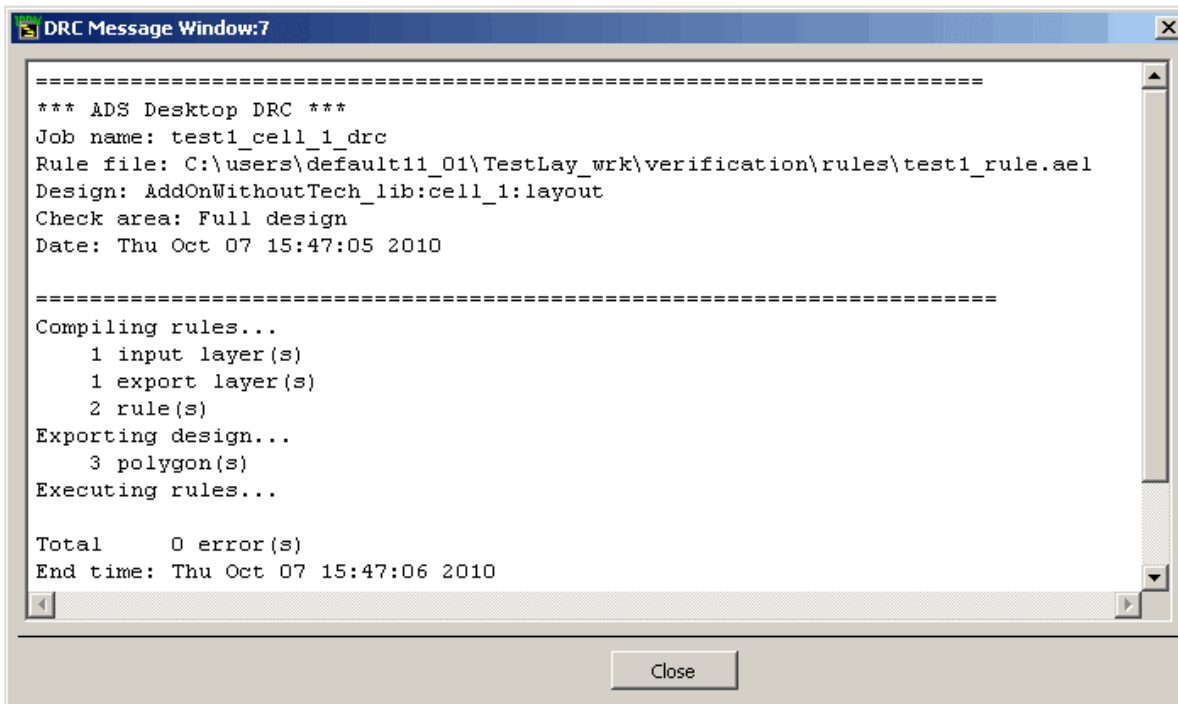 DRC Message Window:7
======================================================================
*** ADS Desktop DRC ***
Job name: test1_cell_1_drc
Rule file: C:\users\default11_01\TestLay_wrk\verification\rules\test1_rule.ael
Design: AddOnWithoutTech_lib:cell_1:layout
Check area: Full design
Date: Thu Oct 07 15:47:05 2010
=======================================================================
Compiling rules...
1 input layer(s)
1 export layer(s)
2 rule(s)
Exporting design...
3 polygon(s)
Executing rules...
Total 0 error(s)
End time: Thu Oct 07 15:47:06 2010
Close